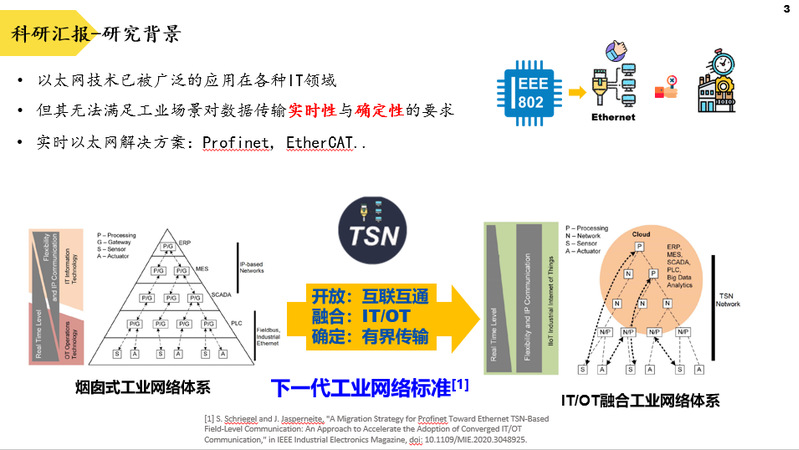 3
科研汇报-研究背景
• 以太网技术已被广泛的应用在各种IT领域
• 但其无法满足工业场景对数据传输实时性与确定性的要求
• 实时以太网解决方案：Profinet, EtherCAT..
IEEE
802
Ethernet
TSN
Flexibility
and IP Communication
Real Time Level
IT Information
Technology
OT Operations
Technology
P – Processing
G – Gateway
S – Sensor
A – Actuator
P/G
ERP
P/G P/G
MES
P/G P/G P/G
SCADA
P/G P/G P/G P/G
PLC
S A S A S A
IP-based
Networks
Fieldbus,
Industrial
Ethernet
烟囱式工业网络体系
开放：互联互通
融合：IT/OT
确定：有界传输
下一代工业网络标准[1]
Real Time Level
Flexibility and IP Communication
IIoT Industrial Internet of Things
P – Processing
N – Network
S – Sensor
A – Actuator
Cloud
P
N P
N N
N/P N/P N/P N/P
S A S A S A
ERP,
MES,
SCADA,
PLC,
Big Data
Analytics
TSN
Network
IT/OT融合工业网络体系
[1] S. Schriegel and J. Jasperneite, "A Migration Strategy for Profinet Toward Ethernet TSN-Based
Field-Level Communication: An Approach to Accelerate the Adoption of Converged IT/OT
Communication," in IEEE Industrial Electronics Magazine, doi: 10.1109/MIE.2020.3048925.